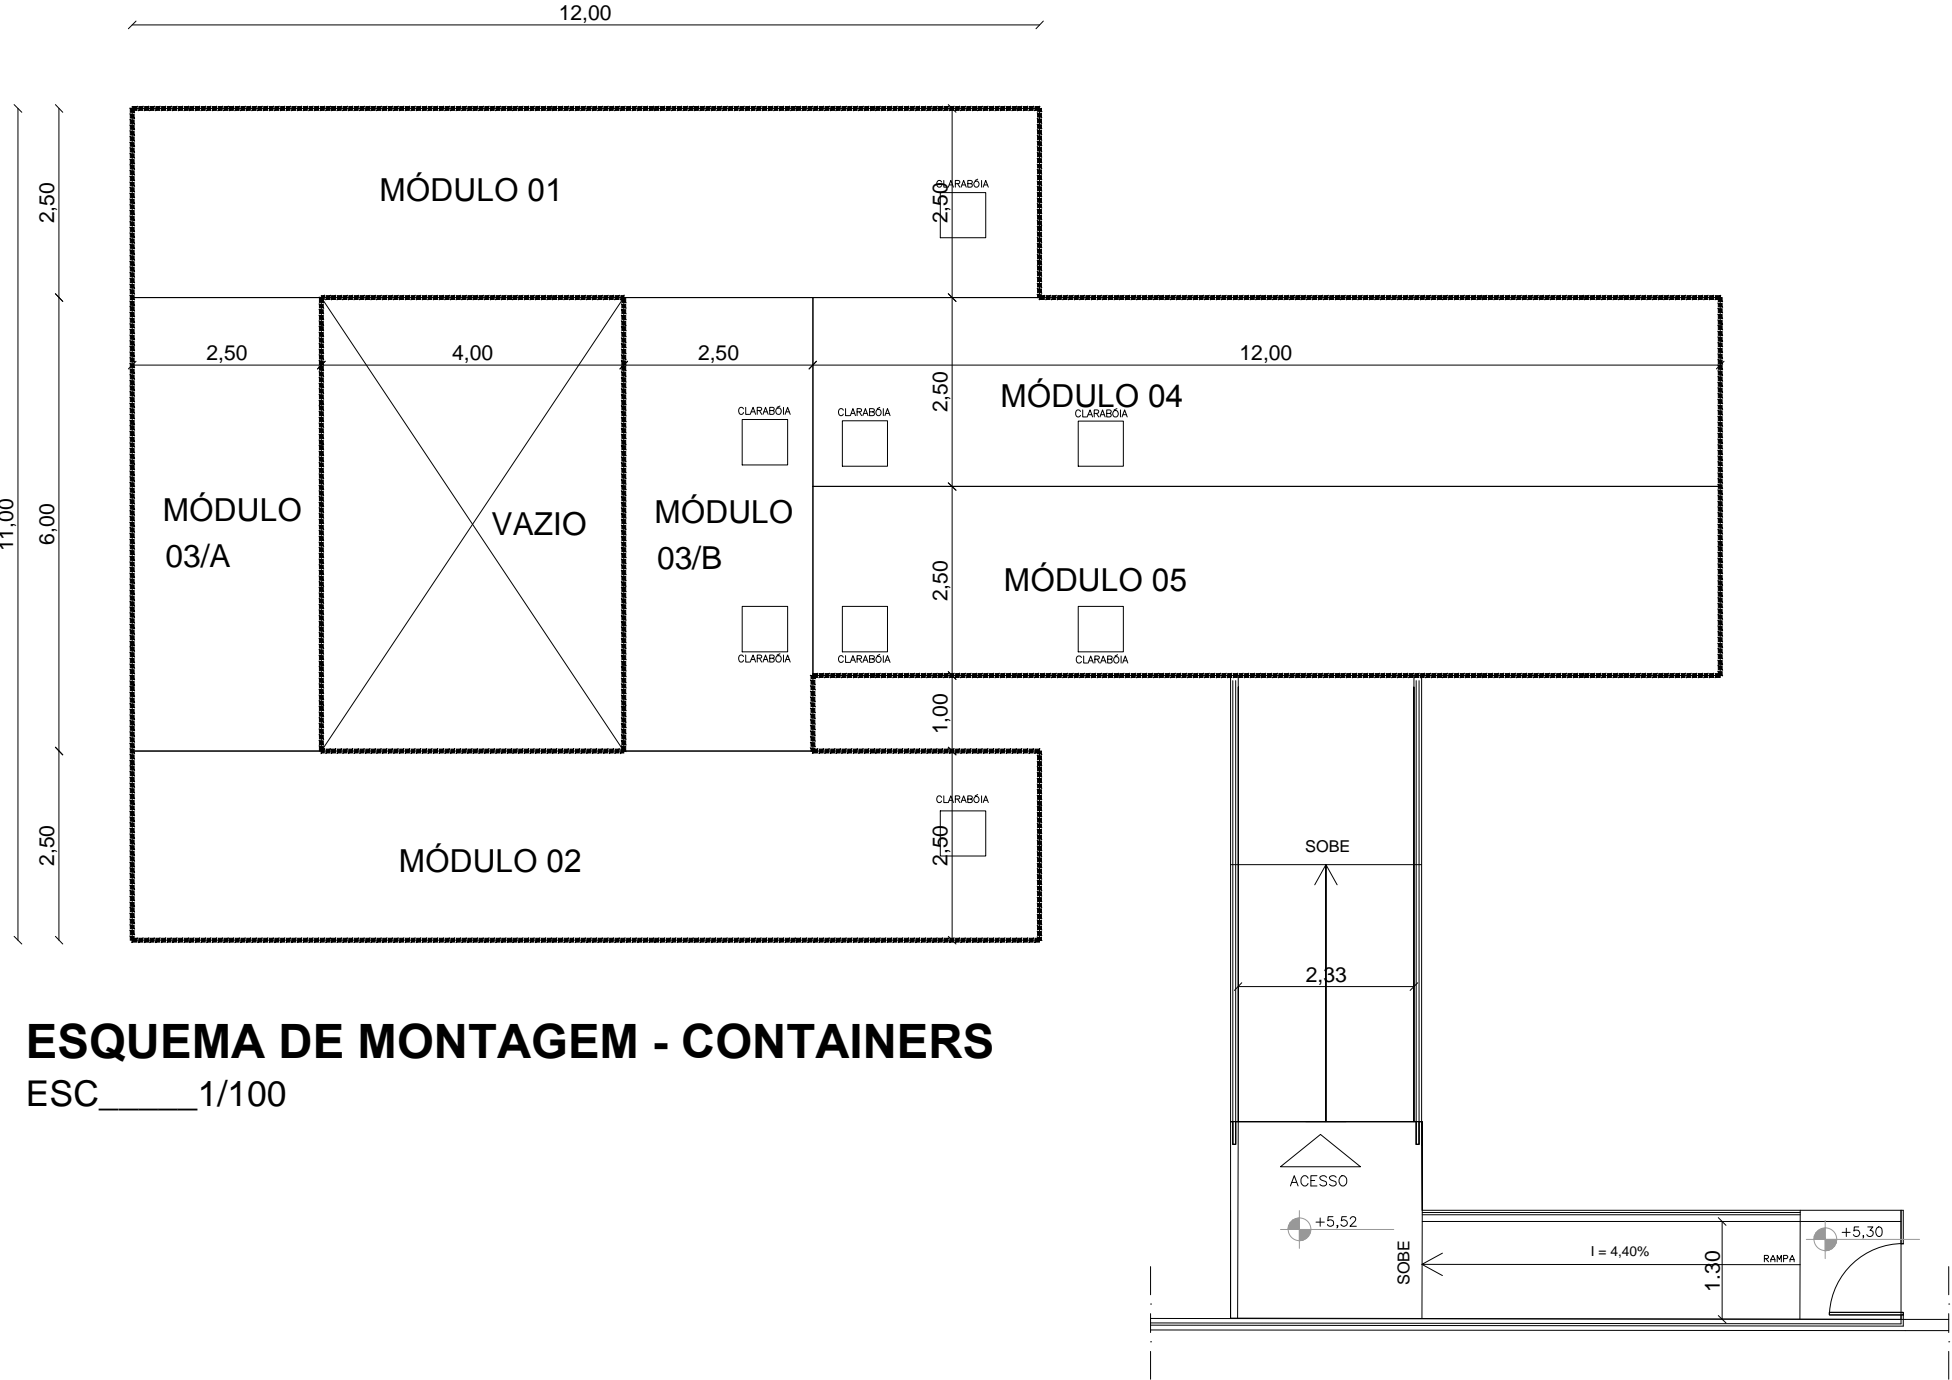 12,00
MÓDULO 01
CLARABÓIA
2,50
2,50
2,50
4,00
2,50
12,00
2,50
MÓDULO 04
CLARABÓIA
CLARABÓIA
CLARABÓIA
11,00
6,00
MÓDULO
03/A
VAZIO
MÓDULO
03/B
2,50
MÓDULO 05
CLARABÓIA
CLARABÓIA
CLARABÓIA
1,00
CLARABÓIA
2,50
2,50
MÓDULO 02
SOBE
2,33
ESQUEMA DE MONTAGEM - CONTAINERS
ESC_____1/100
ACESSO
+5,52
+5,30
SOBE
I = 4,40%
RAMPA
1.30